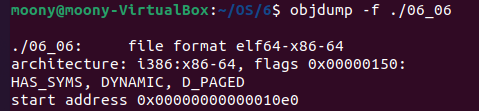 moony@moony-VirtualBox:~/OS/6$ objdump -f ./06_06
./06_06:     file format elf64-x86-64
architecture: i386:x86-64, flags 0x00000150:
HAS_SYMS, DYNAMIC, D_PAGED
start address 0x00000000000010e0